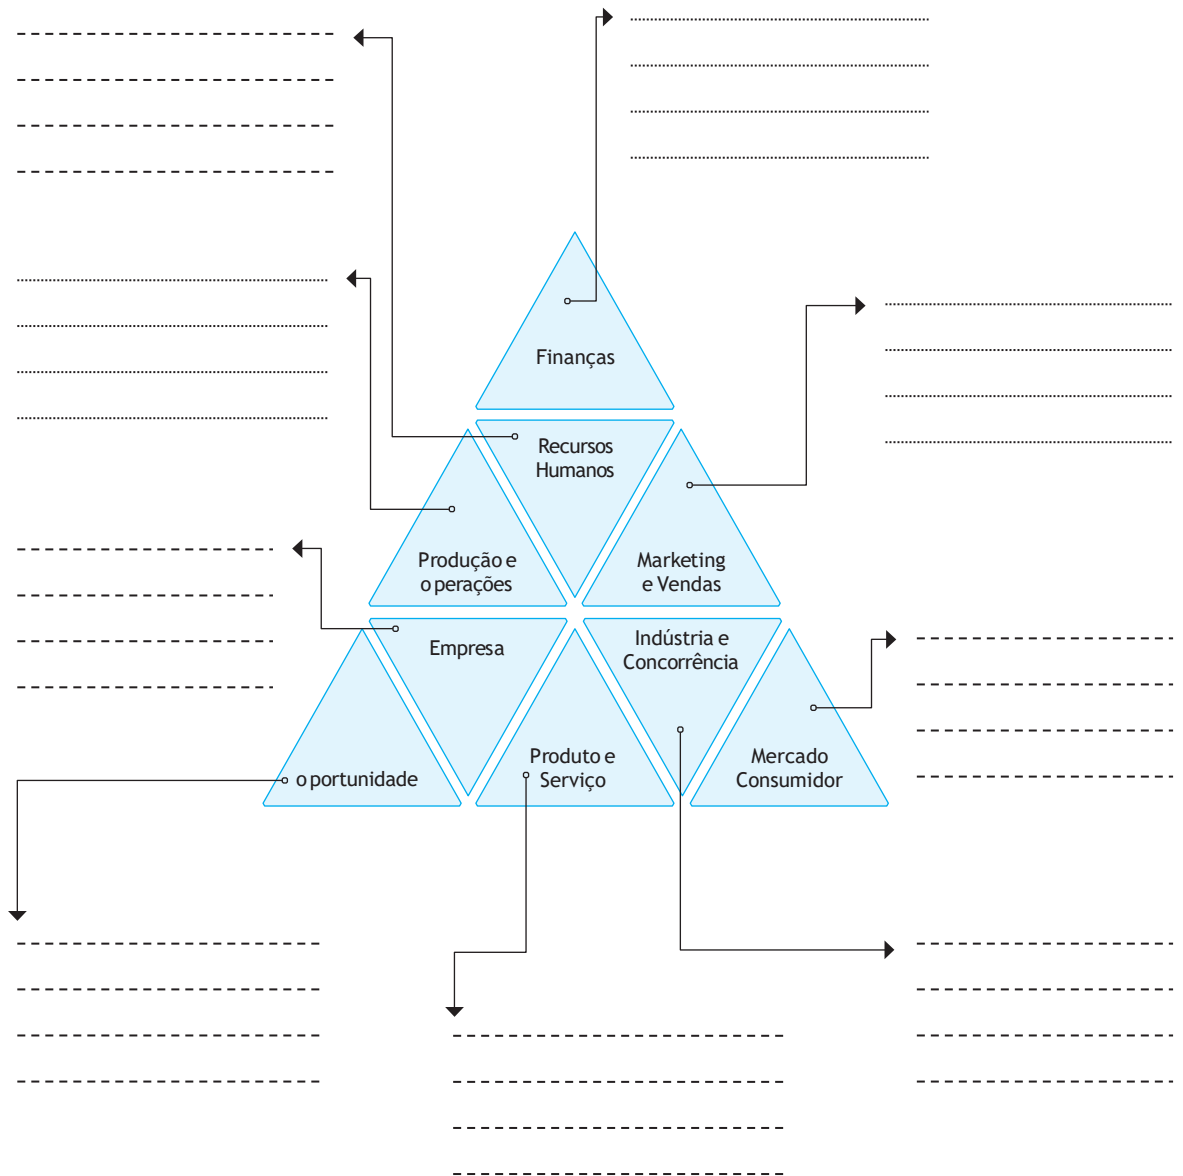 Finanças
Recursos
Humanos
Produção e
o perações
Marketing
e Vendas
Empresa
Indústria e
Concorrência
o portunidade
Produto e
Serviço
Mercado
Consumidor